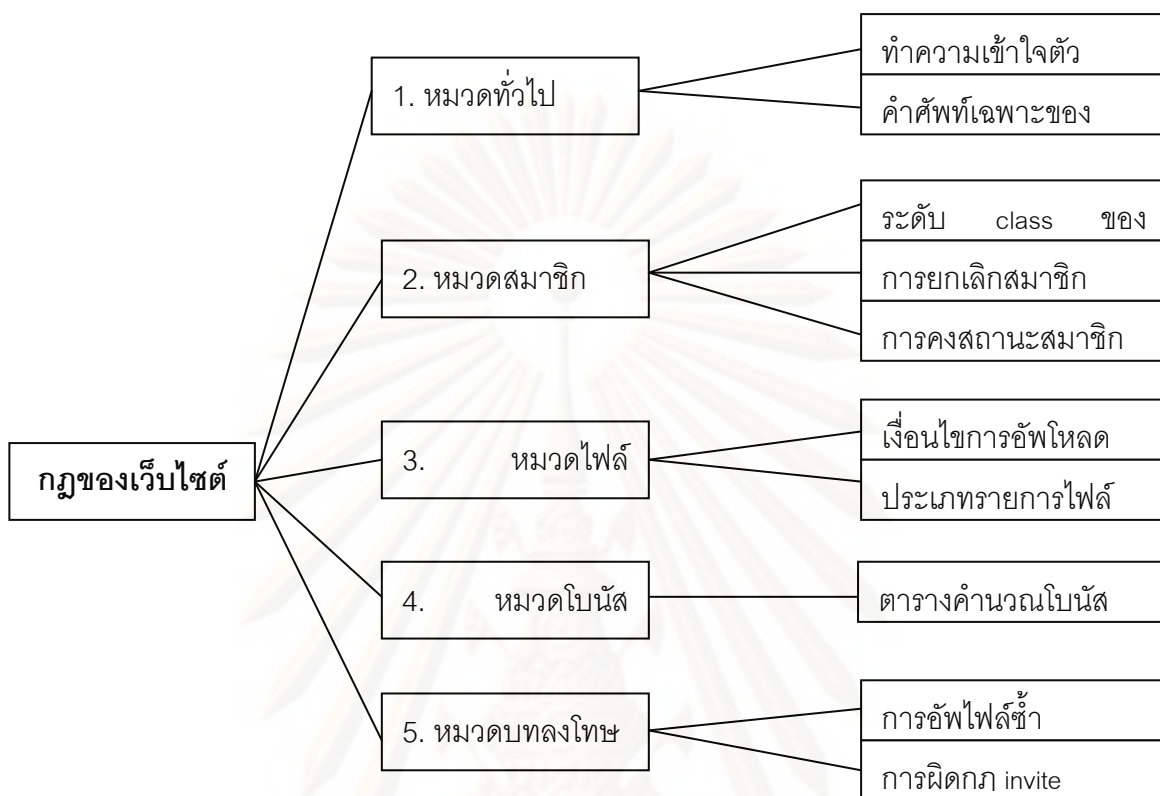 กฎของเว็บไซต์
1. หมวดทั่วไป
ทำความเข้าใจตัว
คำศัพท์เฉพาะของ
2. หมวดสมาชิก
ระดับ class ของ
การยกเลิกสมาชิก
การคงสถานะสมาชิก
3. หมวดไฟล์
เงื่อนไขการอัพโหลด
ประเภทรายการไฟล์
4. หมวดโบนัส
ตารางคำนวณโบนัส
5. หมวดบทลงโทษ
การอัพไฟล์ซ้ำ
การผิดกฎ invite